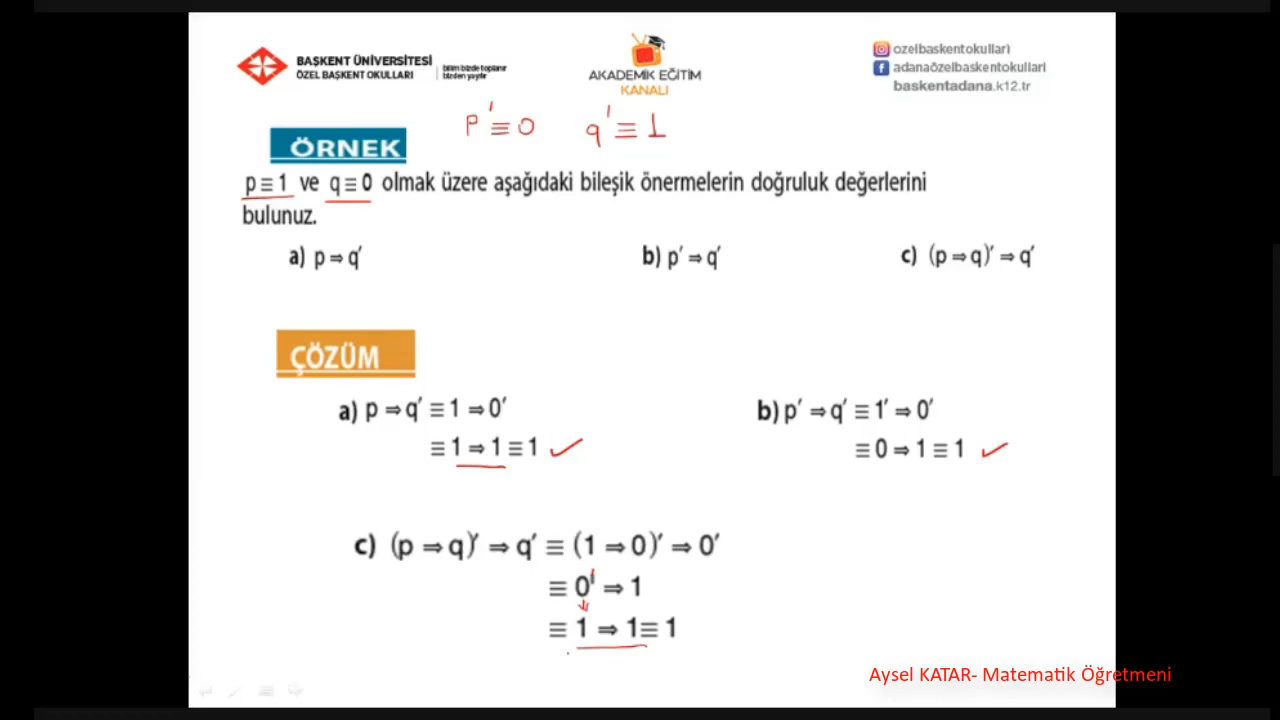 BAŞKENT ÜNİVERSİTESİ
ÖZEL BAŞKENT OKULLARI
bilim bizde toplanır
bizden yayılır
AKADEMİK EĞİTİM
KANALI
ozelbaskentokullari
adanaözelbaskentokullari
baskentadana.k12.tr
p′ ≡ 0 q′ ≡ 1
ÖRNEK
p ≡ 1 ve q ≡ 0 olmak üzere aşağıdaki bileşik önermelerin doğruluk değerlerini
bulunuz.
a) p ⇒ q′ b) p′ ⇒ q′ c) (p ⇒ q)′ ⇒ q′
ÇÖZÜM
a) p ⇒ q′ ≡ 1 ⇒ 0′
≡ 1 ⇒ 1 ≡ 1
b) p′ ⇒ q′ ≡ 1′ ⇒ 0′
≡ 0 ⇒ 1 ≡ 1
c) (p ⇒ q)′ ⇒ q′ ≡ (1 ⇒ 0)′ ⇒ 0′
≡ 0′ ⇒ 1
≡ 1 ⇒ 1 ≡ 1
Aysel KATAR- Matematik Öğretmeni